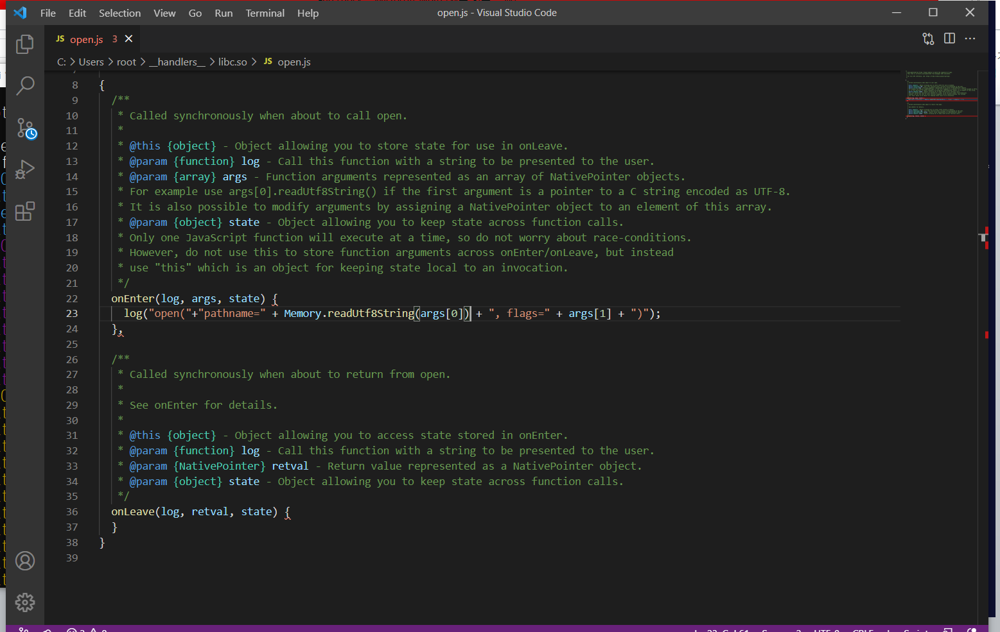 File Edit Selection View Go Run Terminal Help open.js - Visual Studio Code
JS open.js 3
C: > Users > root > __handlers__ > libc.so > JS open.js
8 {
9 /**
10 * Called synchronously when about to call open.
11 *
12 * @this {object} - Object allowing you to store state for use in onLeave.
13 * @param {function} log - Call this function with a string to be presented to the user.
14 * @param {array} args - Function arguments represented as an array of NativePointer objects.
15 * For example use args[0].readUtf8String() if the first argument is a pointer to a C string encoded as UTF-8.
16 * It is also possible to modify arguments by assigning a NativePointer object to an element of this array.
17 * @param {object} state - Object allowing you to keep state across function calls.
18 * Only one JavaScript function will execute at a time, so do not worry about race-conditions.
19 * However, do not use this to store function arguments across onEnter/onLeave, but instead
20 * use "this" which is an object for keeping state local to an invocation.
21 */
22 onEnter(log, args, state) {
23 log("open("+"pathname=" + Memory.readUtf8String(args[0]) + ", flags=" + args[1] + ")");
24 },
25
26 /**
27 * Called synchronously when about to return from open.
28 *
29 * See onEnter for details.
30 *
31 * @this {object} - Object allowing you to access state stored in onEnter.
32 * @param {function} log - Call this function with a string to be presented to the user.
33 * @param {NativePointer} retval - Return value represented as a NativePointer object.
34 * @param {object} state - Object allowing you to keep state across function calls.
35 */
36 onLeave(log, retval, state) {
37 }
38 }
39